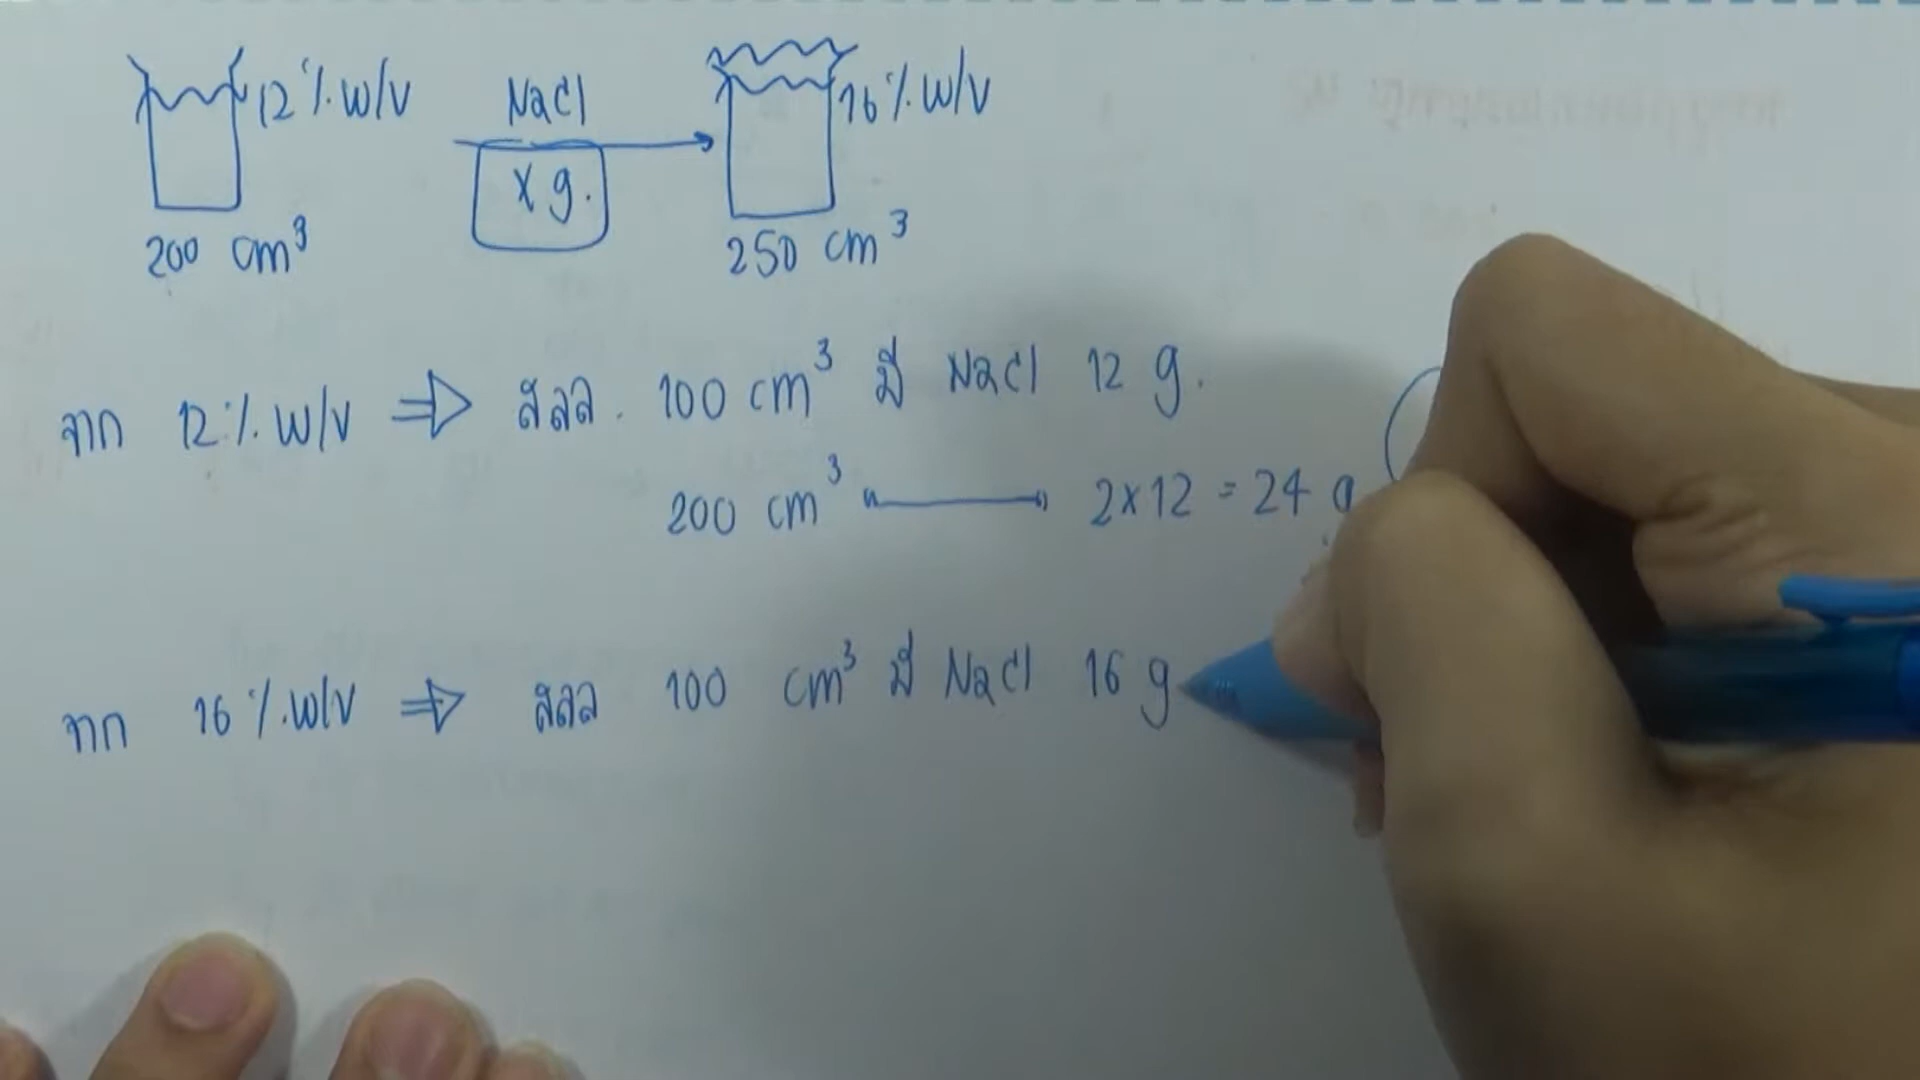 12 % w/v NaCl 16 % w/v
x g.
200 cm³ 250 cm³
จาก 12 % w/v ⇒ สลล. 100 cm³ มี NaCl 12 g.
200 cm³ " ——— " 2 x 12 = 24 g
จาก 16 % w/v ⇒ สลล 100 cm³ มี NaCl 16 g